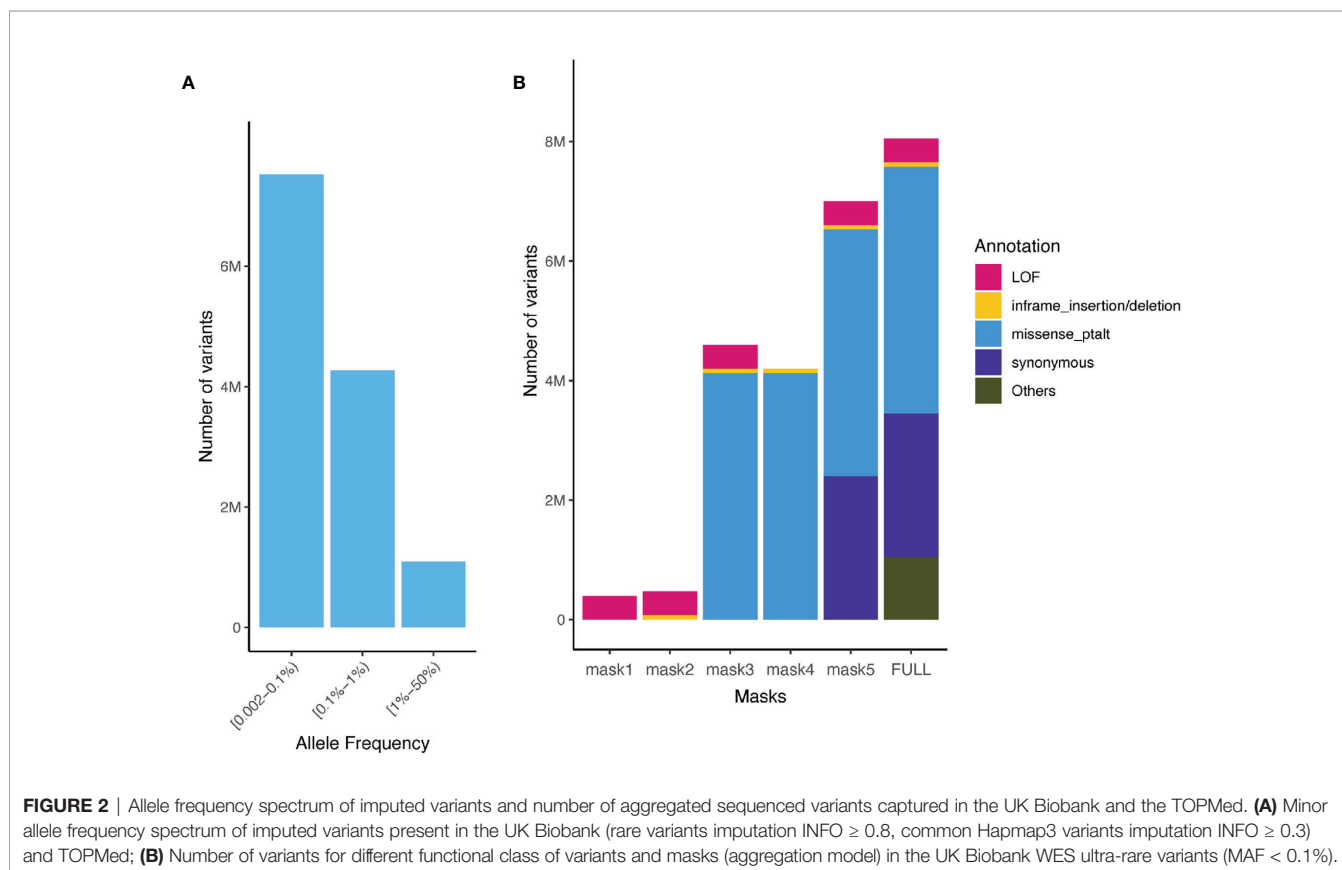 A
Number of variants
6M
4M
2M
0
[0.002−0.1%)
[0.1%−1%)
[1%−50%)
Allele Frequency
B
Number of variants
8M
6M
4M
2M
0
mask1 mask2 mask3 mask4 mask5 FULL
Masks
Annotation
LOF
inframe_insertion/deletion
missense_ptalt
synonymous
Others
FIGURE 2 | Allele frequency spectrum of imputed variants and number of aggregated sequenced variants captured in the UK Biobank and the TOPMed. (A) Minor
allele frequency spectrum of imputed variants present in the UK Biobank (rare variants imputation INFO ≥ 0.8, common Hapmap3 variants imputation INFO ≥ 0.3)
and TOPMed; (B) Number of variants for different functional class of variants and masks (aggregation model) in the UK Biobank WES ultra-rare variants (MAF < 0.1%).